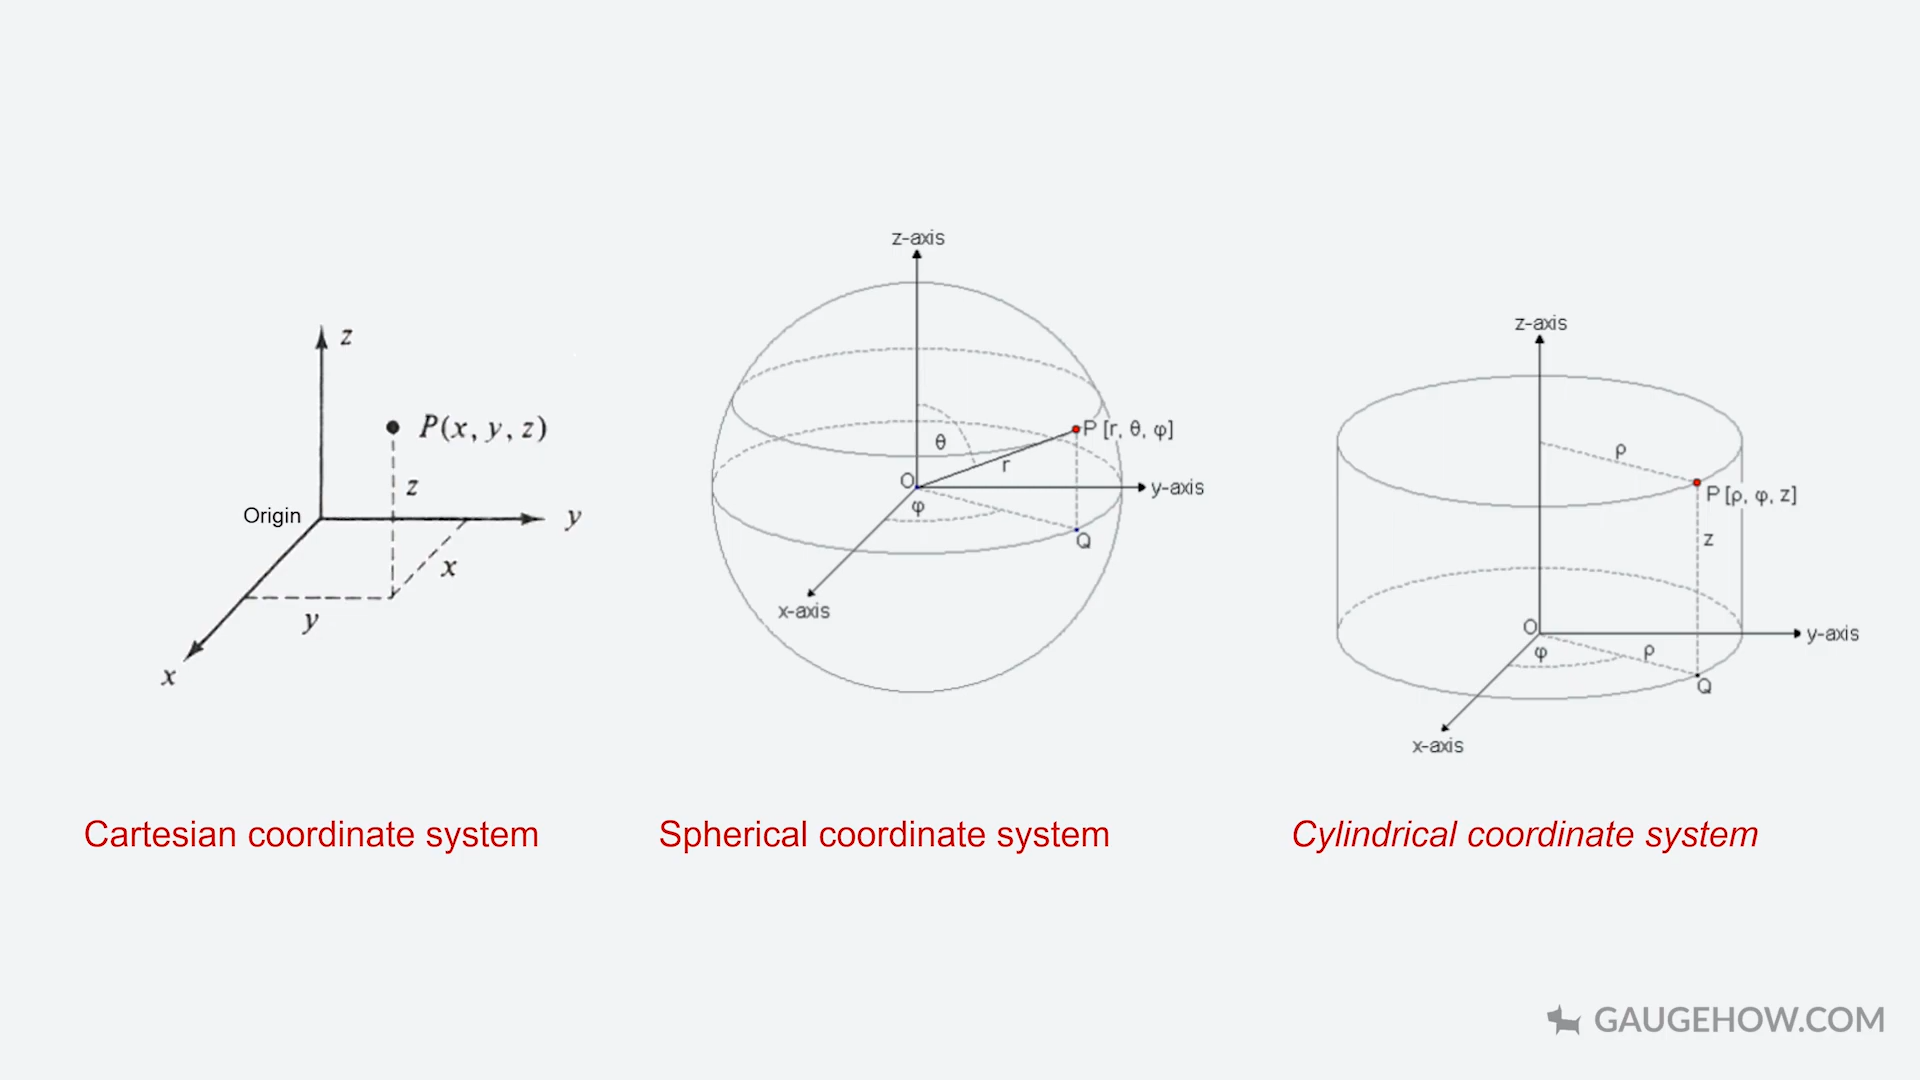 z
P(x, y, z)
z
Origin
y
x
y
x
Cartesian coordinate system
z-axis
P [r, θ, φ]
θ
r
O
y-axis
φ
Q
x-axis
Spherical coordinate system
z-axis
ρ
P [ρ, φ, z]
z
O
y-axis
φ
ρ
Q
x-axis
Cylindrical coordinate system
GAUGEHOW.COM